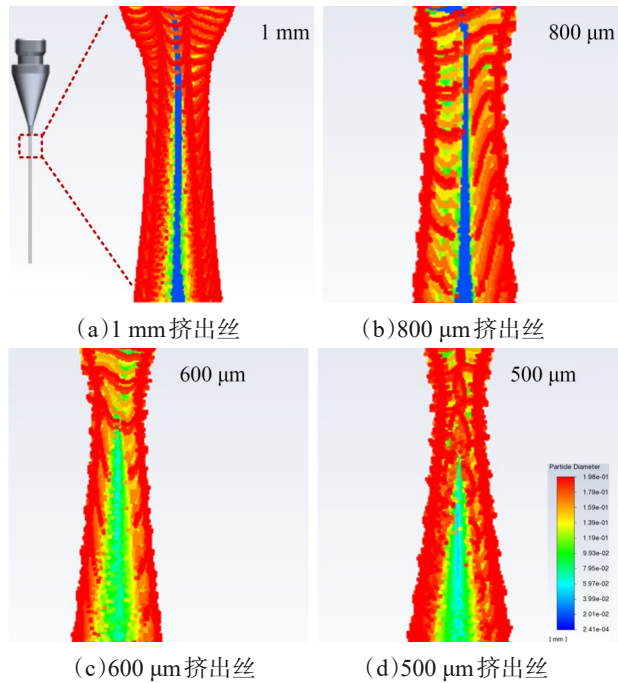 1 mm
800 μm
(a)1 mm挤出丝
(b)800 μm挤出丝
600 μm
500 μm
Particle Diameter
1.98e-01
1.79e-01
1.59e-01
1.39e-01
1.19e-01
9.93e-02
7.95e-02
5.97e-02
3.99e-02
2.01e-02
2.41e-04
[ mm ]
(c)600 μm挤出丝
(d)500 μm挤出丝